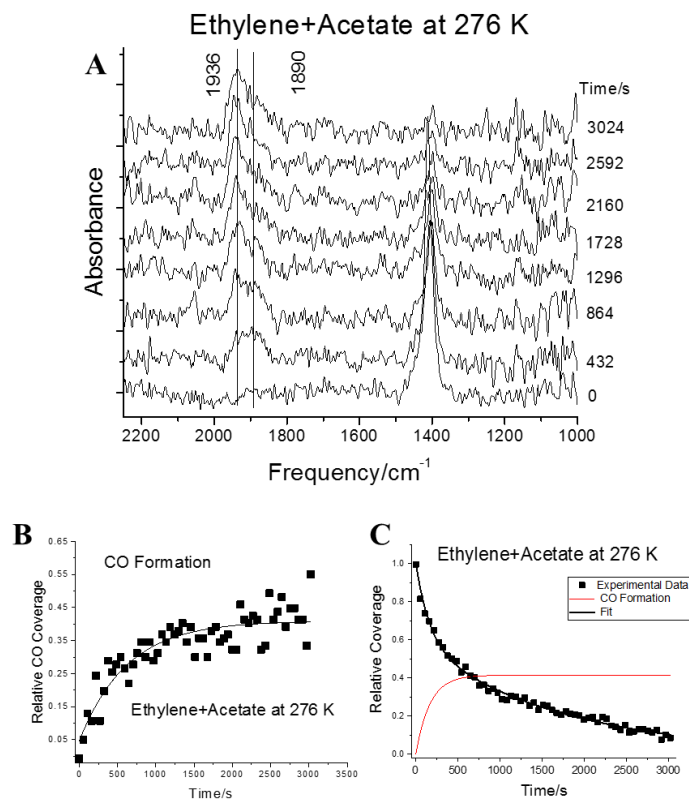 Ethylene+Acetate at 276 K
A
1936
1890
Time/s
3024
2592
2160
1728
1296
864
432
0
Absorbance
2200 2000 1800 1600 1400 1200 1000
Frequency/cm⁻¹
B
0.65
0.55
0.45
0.35
0.25
0.15
0.05
CO Formation
Ethylene+Acetate at 276 K
Relative CO Coverage
0 500 1000 1500 2000 2500 3000 3500
Time/s
C
Ethylene+Acetate at 276 K
Experimental Data
CO Formation
Fit
1.0
0.8
0.6
0.4
0.2
0.0
Relative Coverage
0 500 1000 1500 2000 2500 3000
Time/s